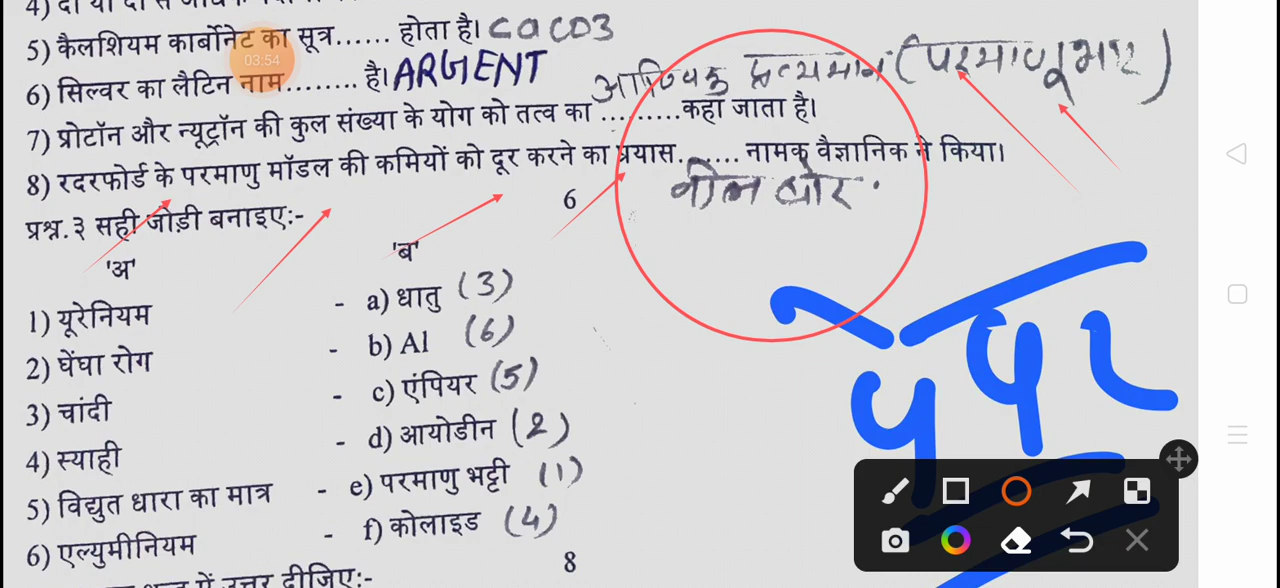 5) कैलशियम कार्बोनेट का सूत्र...... होता है। CaCO3
03:54
6) सिल्वर का लैटिन नाम........ है। ARGENT
आण्विक द्रव्यमान (परमाणुभार)
7) प्रोटॉन और न्यूट्रॉन की कुल संख्या के योग को तत्व का .........कहा जाता है।
8) रदरफोर्ड के परमाणु मॉडल की कमियों को दूर करने का प्रयास....... नामक वैज्ञानिक ने किया।
नील बोर.
6
प्रश्न.३ सही जोड़ी बनाइए:-
'अ' 'ब'
1) यूरेनियम - a) धातु (3)
2) घेंघा रोग - b) Al (6)
3) चांदी - c) एंपियर (5)
4) स्याही - d) आयोडीन (2)
5) विद्युत धारा का मात्र - e) परमाणु भट्टी (1)
6) एल्युमीनियम - f) कोलाइड (4)
8
में उत्तर दीजिए:-